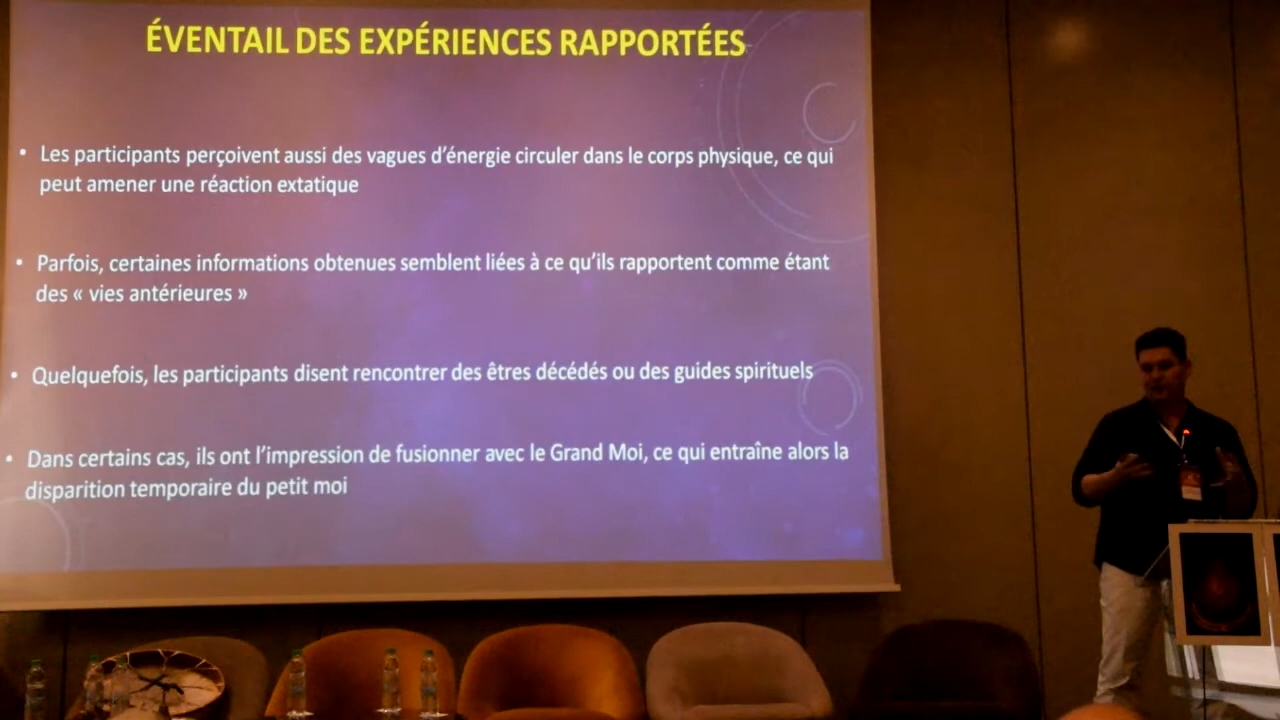 ÉVENTAIL DES EXPÉRIENCES RAPPORTÉES
• Les participants perçoivent aussi des vagues d'énergie circuler dans le corps physique, ce qui
peut amener une réaction extatique
• Parfois, certaines informations obtenues semblent liées à ce qu'ils rapportent comme étant
des « vies antérieures »
• Quelquefois, les participants disent rencontrer des êtres décédés ou des guides spirituels
• Dans certains cas, ils ont l'impression de fusionner avec le Grand Moi, ce qui entraîne alors la
disparition temporaire du petit moi